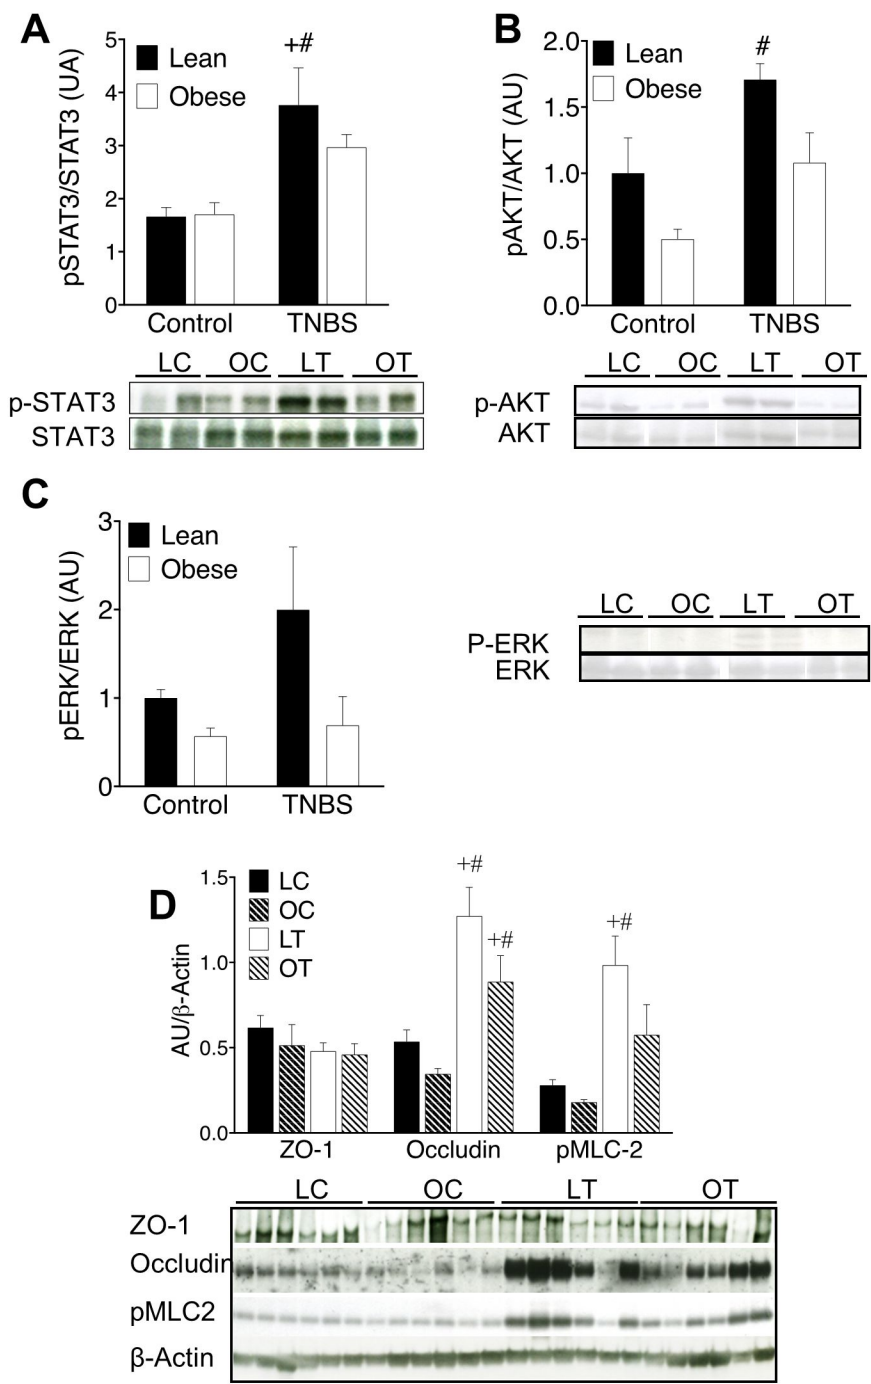 A
pSTAT3/STAT3 (UA)
5
4
3
2
1
0
Lean
Obese
+#
Control
TNBS
LC OC LT OT
p-STAT3
STAT3
B
pAKT/AKT (AU)
2.0
1.5
1.0
0.5
0.0
Lean
Obese
#
Control
TNBS
LC OC LT OT
p-AKT
AKT
C
pERK/ERK (AU)
3
2
1
0
Lean
Obese
Control
TNBS
LC OC LT OT
P-ERK
ERK
D
AU/β-Actin
1.5
1.0
0.5
0.0
LC
OC
LT
OT
+#
+#
+#
ZO-1
Occludin
pMLC-2
LC OC LT OT
ZO-1
Occludin
pMLC2
β-Actin